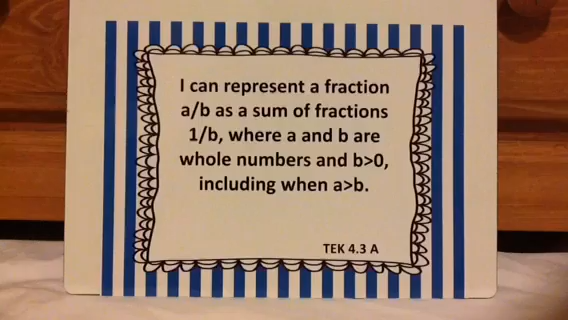 I can represent a fraction
a/b as a sum of fractions
1/b, where a and b are
whole numbers and b>0,
including when a>b.
TEK 4.3 A